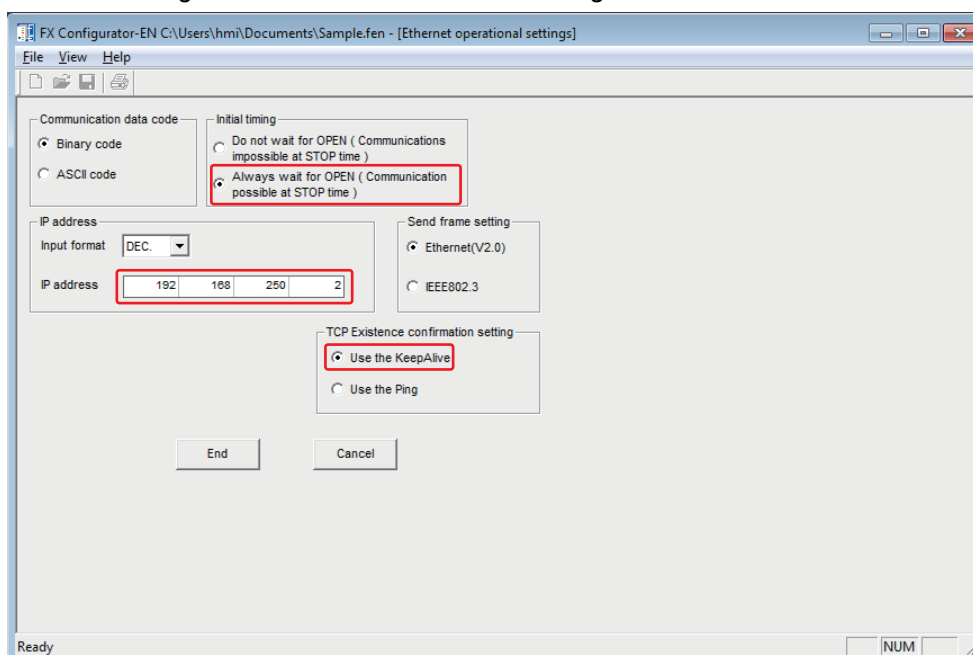 FX Configurator-EN C:\Users\hmi\Documents\Sample.fen - [Ethernet operational settings]
File View Help
Communication data code
Binary code
ASCII code
Initial timing
Do not wait for OPEN ( Communications
impossible at STOP time )
Always wait for OPEN ( Communication
possible at STOP time )
IP address
Input format DEC.
IP address 192 168 250 2
Send frame setting
Ethernet(V2.0)
IEEE802.3
TCP Existence confirmation setting
Use the KeepAlive
Use the Ping
End Cancel
Ready NUM